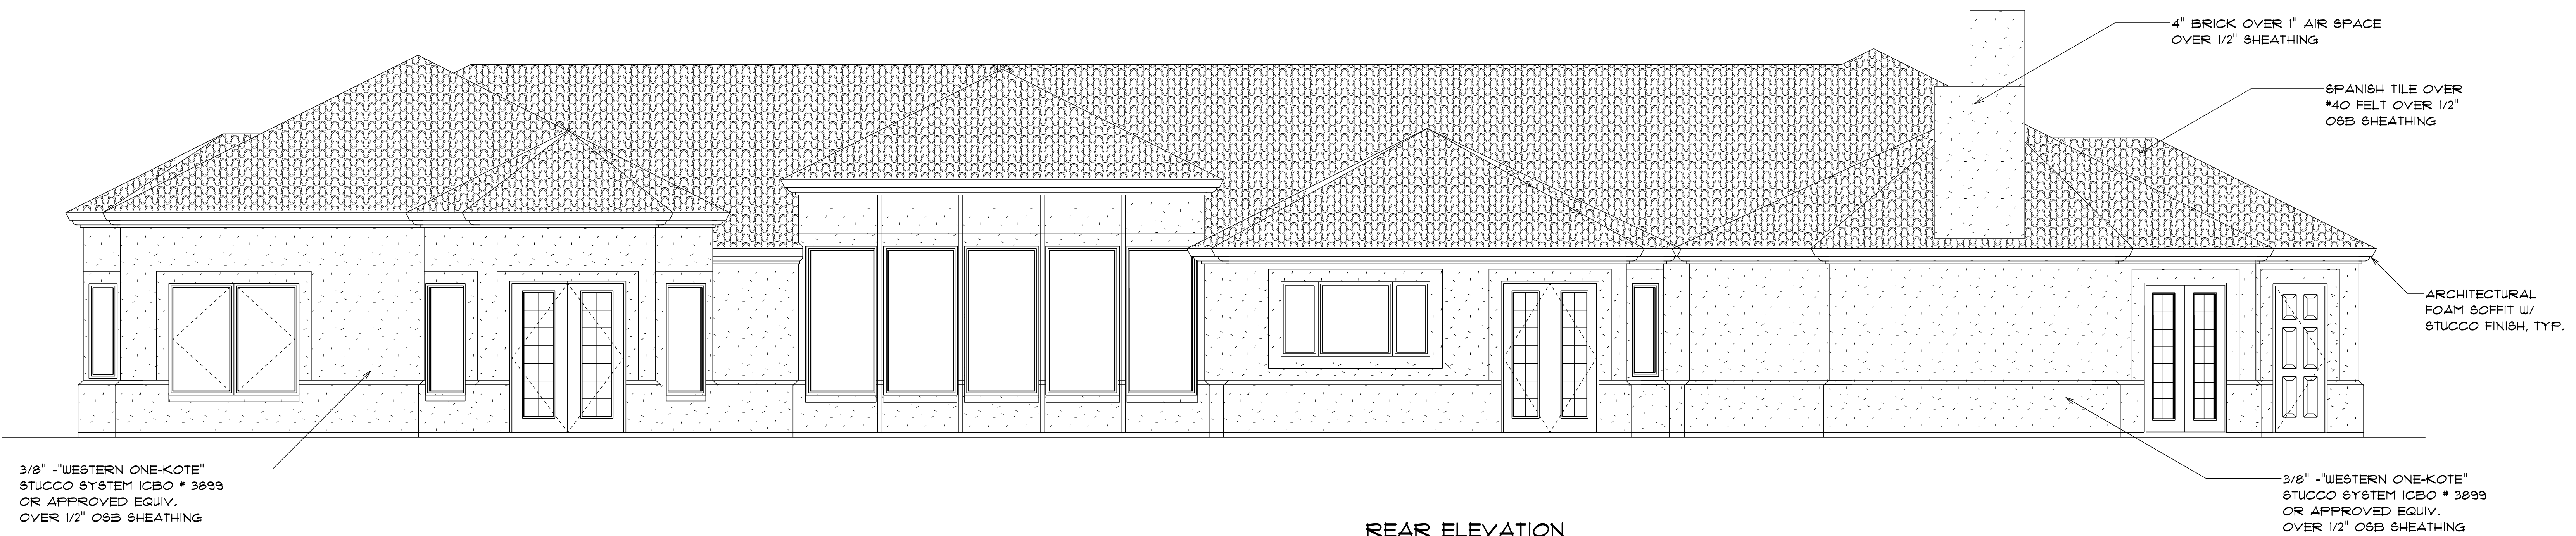 4" BRICK OVER 1" AIR SPACE
OVER 1/2" SHEATHING
SPANISH TILE OVER
#40 FELT OVER 1/2"
OSB SHEATHING
ARCHITECTURAL
FOAM SOFFIT W/
STUCCO FINISH, TYP.
3/8" -"WESTERN ONE-KOTE"
STUCCO SYSTEM ICBO # 3899
OR APPROVED EQUIV.
OVER 1/2" OSB SHEATHING
3/8" -"WESTERN ONE-KOTE"
STUCCO SYSTEM ICBO # 3899
OR APPROVED EQUIV.
OVER 1/2" OSB SHEATHING
REAR ELEVATION